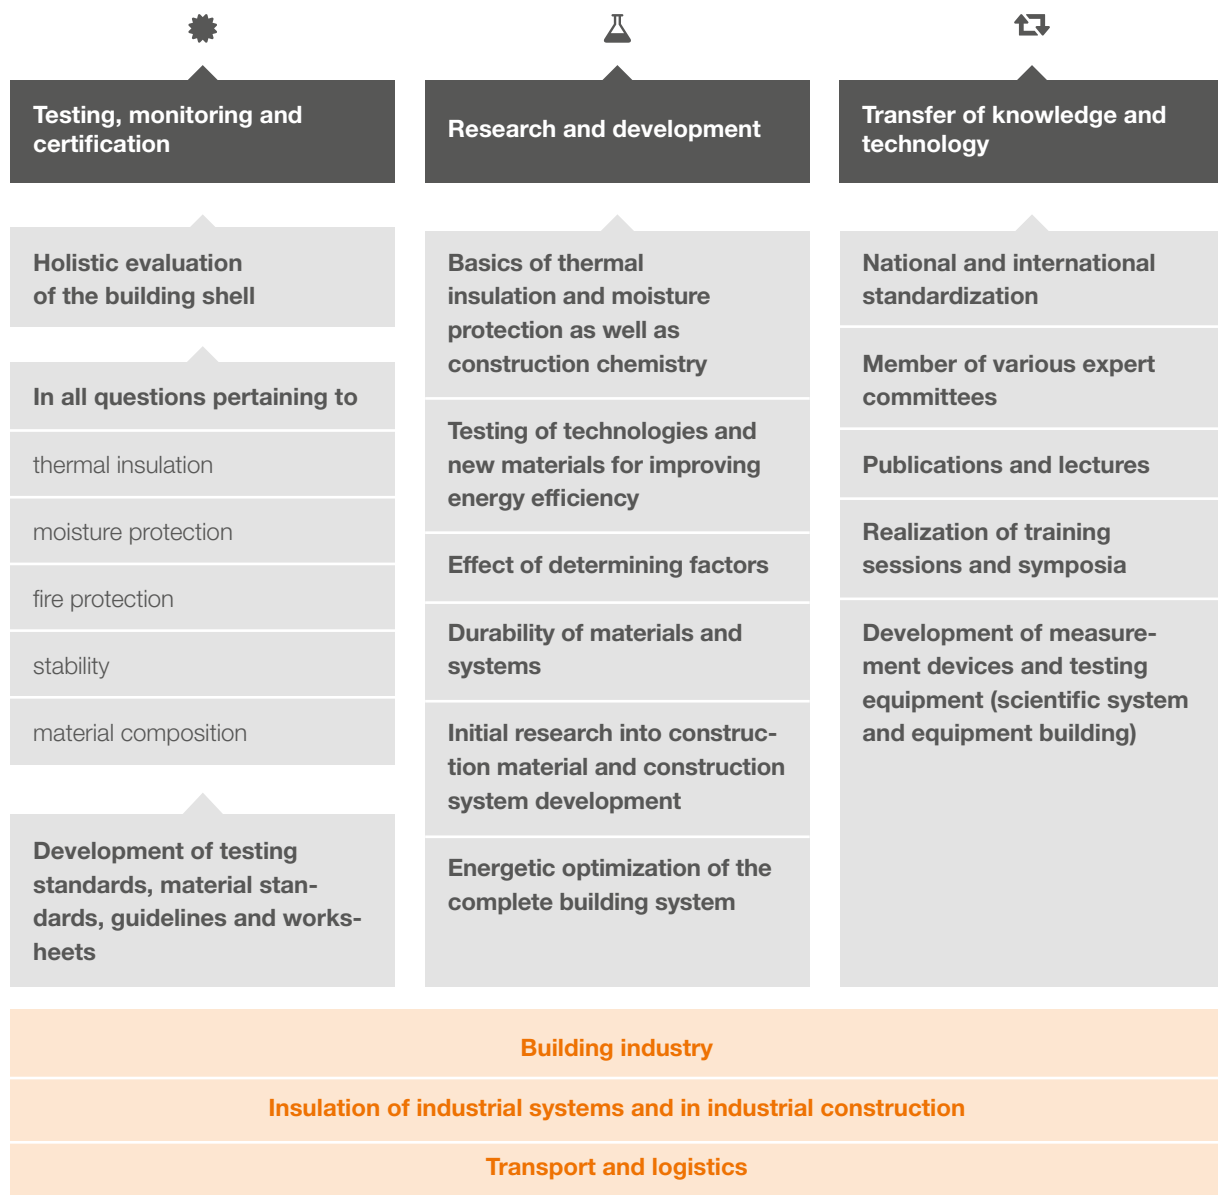 Testing, monitoring and
certification
Holistic evaluation
of the building shell
In all questions pertaining to
thermal insulation
moisture protection
fire protection
stability
material composition
Development of testing
standards, material stan-
dards, guidelines and works-
heets
Research and development
Basics of thermal
insulation and moisture
protection as well as
construction chemistry
Testing of technologies and
new materials for improving
energy efficiency
Effect of determining factors
Durability of materials and
systems
Initial research into construc-
tion material and construction
system development
Energetic optimization of the
complete building system
Transfer of knowledge and
technology
National and international
standardization
Member of various expert
committees
Publications and lectures
Realization of training
sessions and symposia
Development of measure-
ment devices and testing
equipment (scientific system
and equipment building)
Building industry
Insulation of industrial systems and in industrial construction
Transport and logistics